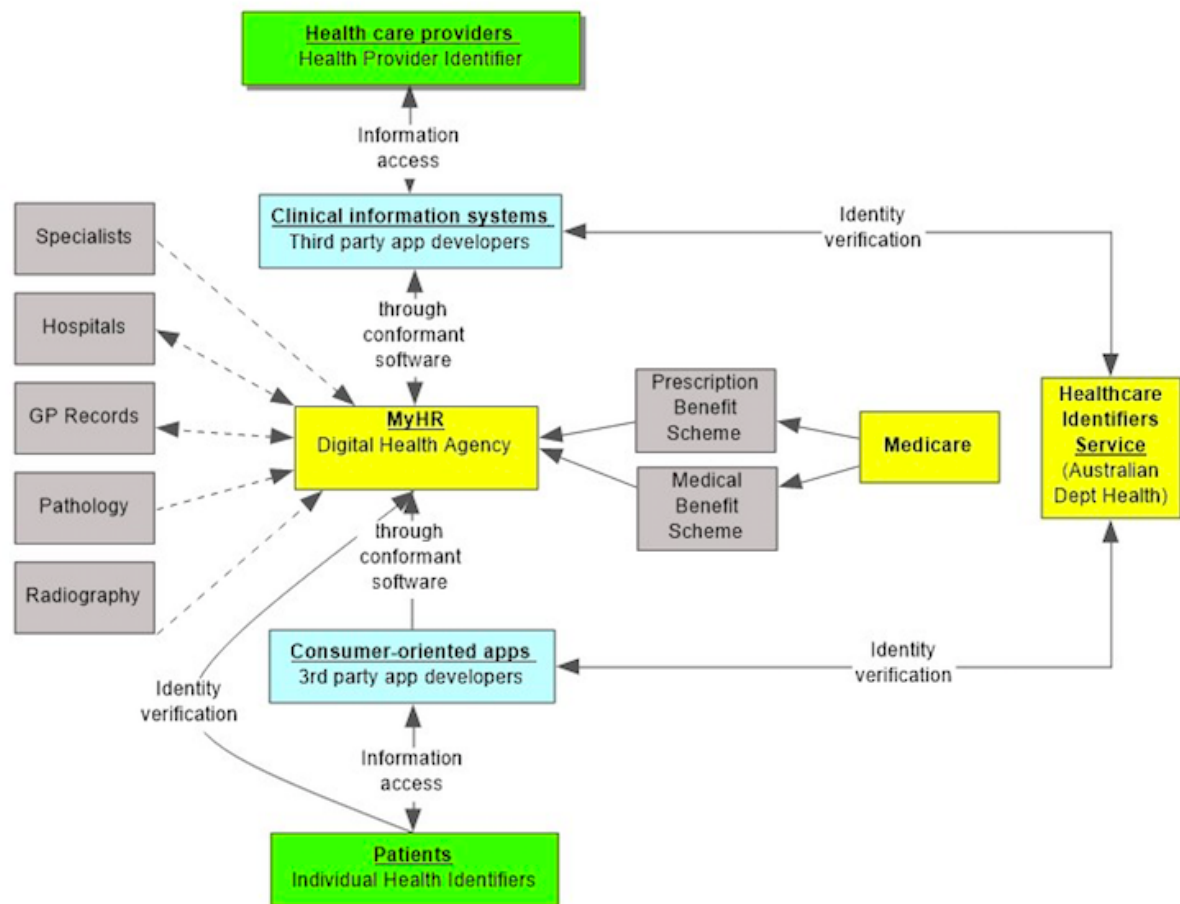 Health care providers
Health Provider Identifier
Information
access
Clinical information systems
Third party app developers
Identity
verification
Specialists
Hospitals
GP Records
Pathology
Radiography
through
conformant
software
MyHR
Digital Health Agency
Prescription
Benefit
Scheme
Medical
Benefit
Scheme
Medicare
Healthcare
Identifiers
Service
(Australian
Dept Health)
through
conformant
software
Consumer-oriented apps
3rd party app developers
Identity
verification
Identity
verification
Information
access
Patients
Individual Health Identifiers